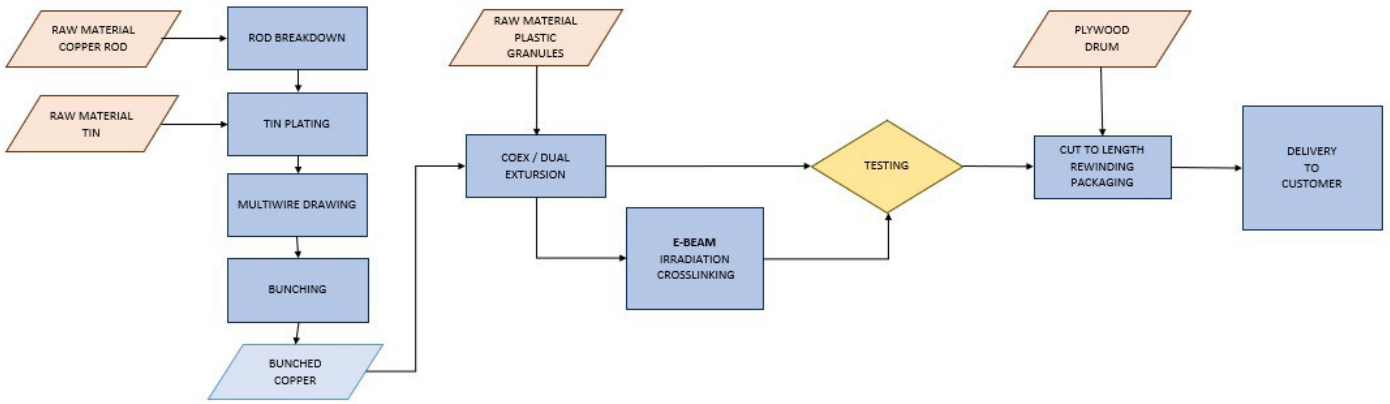 RAW MATERIAL
COPPER ROD
ROD BREAKDOWN
RAW MATERIAL
TIN
TIN PLATING
MULTIWIRE DRAWING
BUNCHING
BUNCHED
COPPER
RAW MATERIAL
PLASTIC
GRANULES
COEX / DUAL
EXTURSION
E-BEAM
IRRADIATION
CROSSLINKING
TESTING
PLYWOOD
DRUM
CUT TO LENGTH
REWINDING
PACKAGING
DELIVERY
TO
CUSTOMER